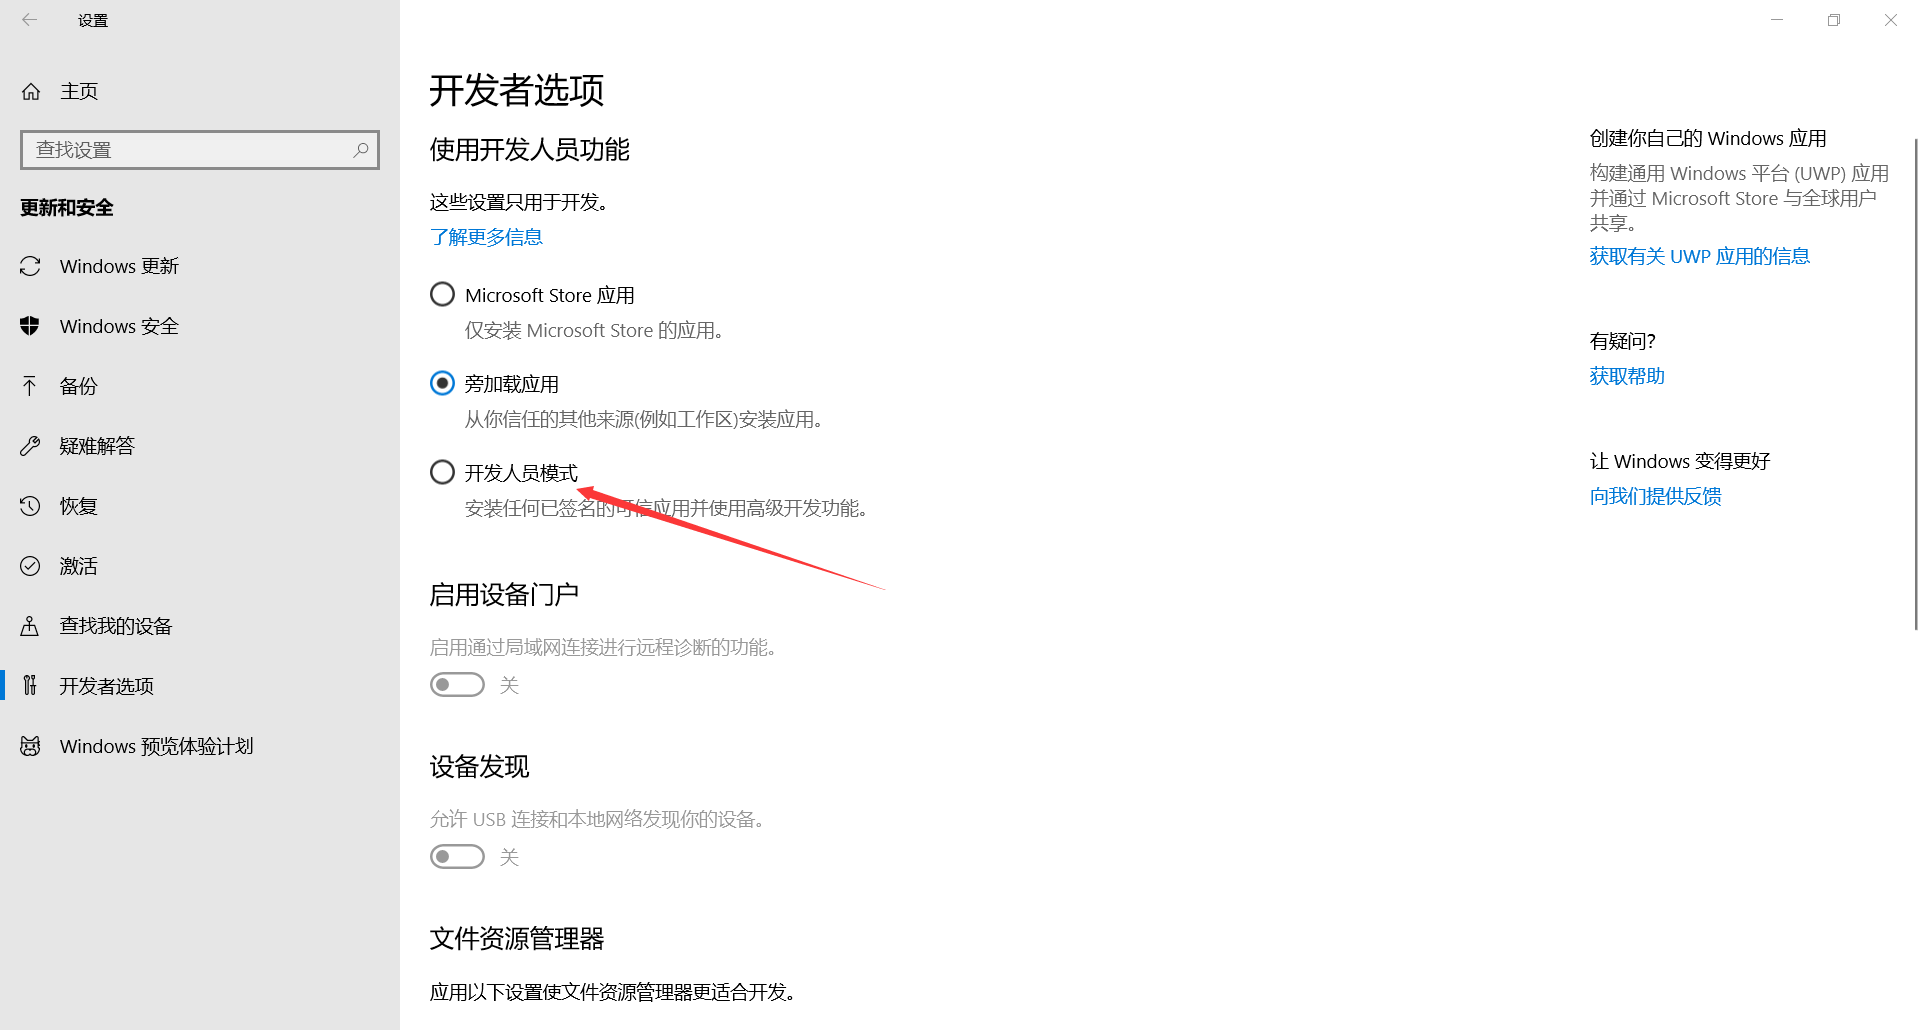 设置
主页
查找设置
更新和安全
Windows 更新
Windows 安全
备份
疑难解答
恢复
激活
查找我的设备
开发者选项
Windows 预览体验计划
开发者选项
使用开发人员功能
这些设置只用于开发。
了解更多信息
Microsoft Store 应用
仅安装 Microsoft Store 的应用。
旁加载应用
从你信任的其他来源(例如工作区)安装应用。
开发人员模式
安装任何已签名的可信应用并使用高级开发功能。
启用设备门户
启用通过局域网连接进行远程诊断的功能。
关
设备发现
允许 USB 连接和本地网络发现你的设备。
关
文件资源管理器
应用以下设置使文件资源管理器更适合开发。
创建你自己的 Windows 应用
构建通用 Windows 平台 (UWP) 应用
并通过 Microsoft Store 与全球用户
共享。
获取有关 UWP 应用的信息
有疑问?
获取帮助
让 Windows 变得更好
向我们提供反馈